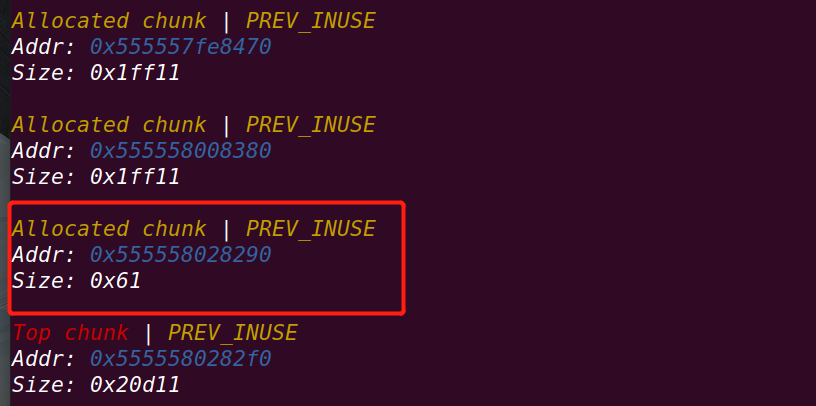 Allocated chunk | PREV_INUSE
Addr: 0x555557fe8470
Size: 0x1ff11
Allocated chunk | PREV_INUSE
Addr: 0x555558008380
Size: 0x1ff11
Allocated chunk | PREV_INUSE
Addr: 0x555558028290
Size: 0x61
Top chunk | PREV_INUSE
Addr: 0x5555580282f0
Size: 0x20d11